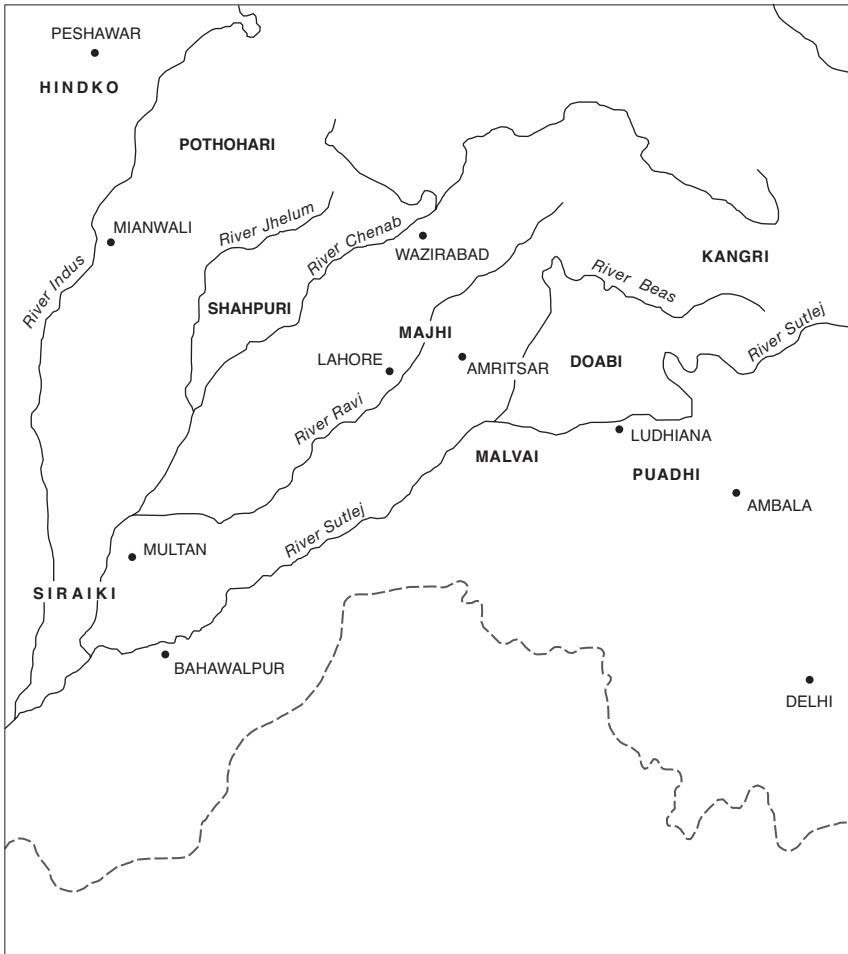 PESHAWAR
HINDKO
POTHOHARI
MIANWALI
River Jhelum
River Chenab
WAZIRABAD
KANGRI
River Indus
River Beas
SHAHPURI
MAJHI
River Sutlej
LAHORE
AMRITSAR
DOABI
River Ravi
LUDHIANA
MALVAI
PUADHI
AMBALA
River Sutlej
MULTAN
SIRAIKI
BAHAWALPUR
DELHI